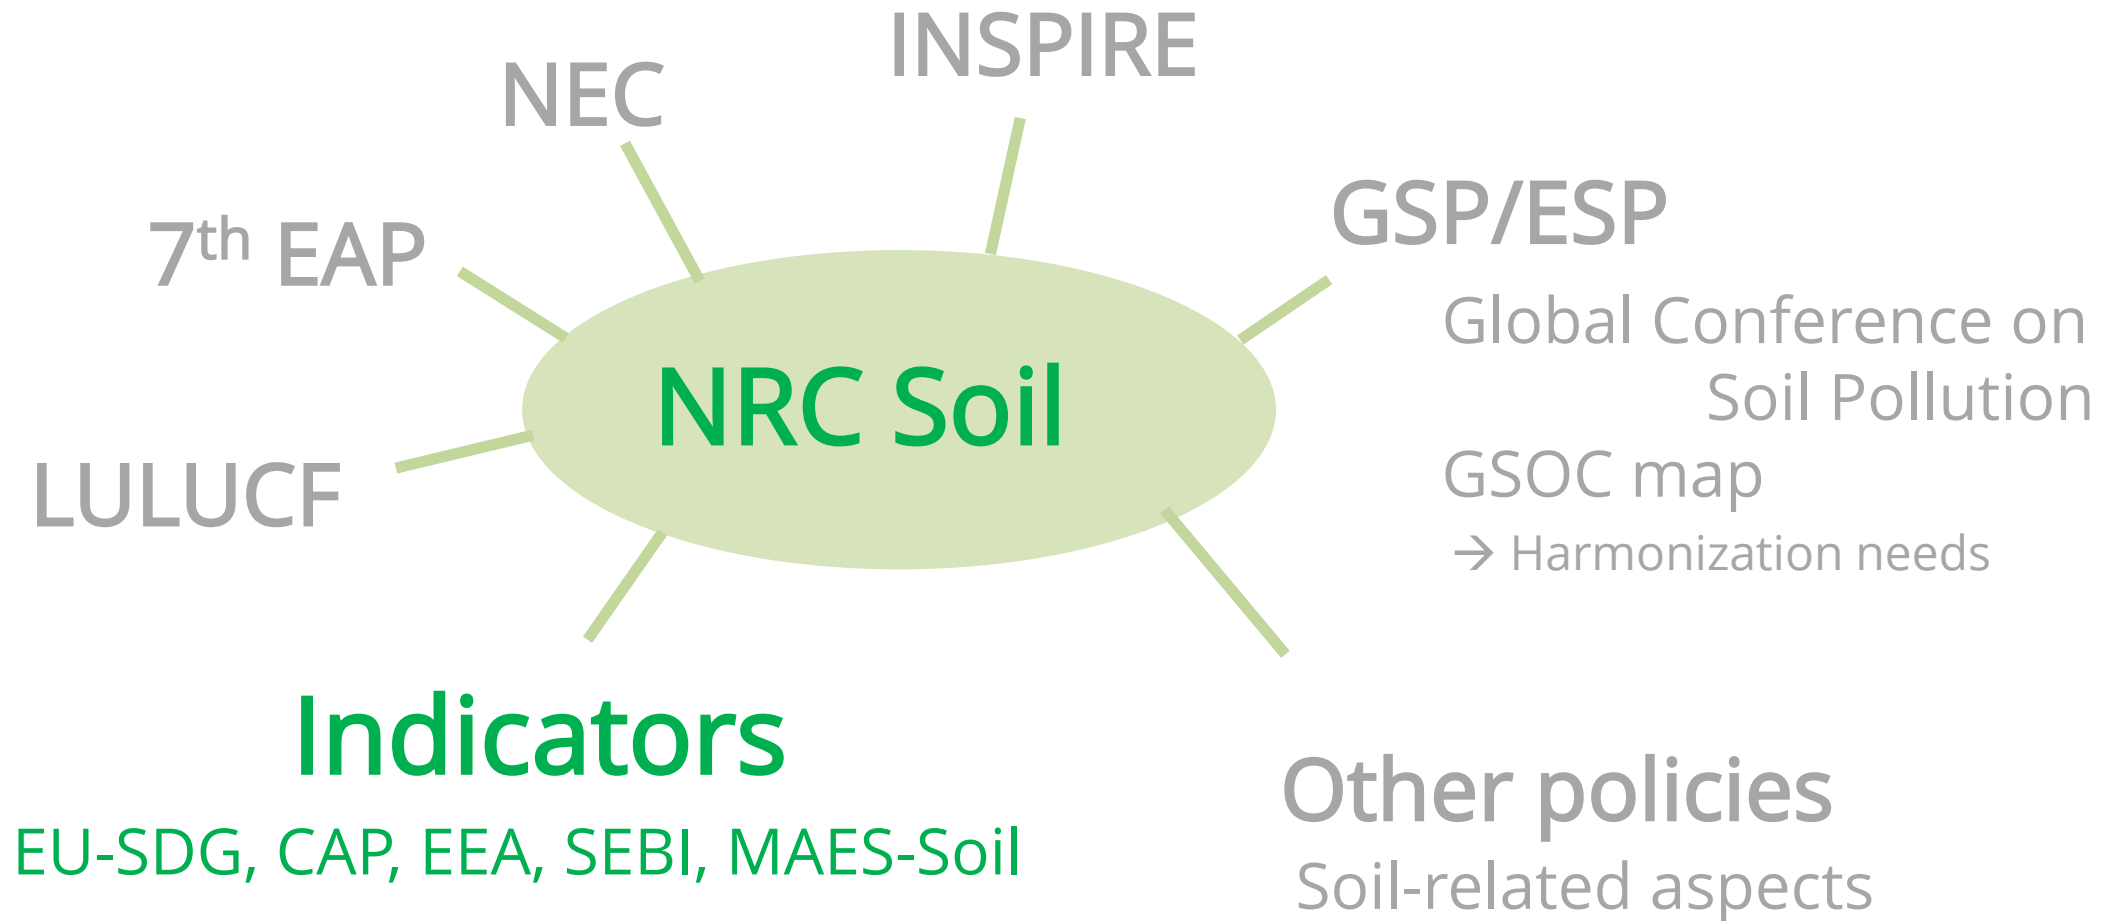 INSPIRE
NEC
GSP/ESP
7th EAP
Global Conference on
Soil Pollution
NRC Soil
GSOC map
LULUCF
→ Harmonization needs
Indicators
EU-SDG, CAP, EEA, SEBI, MAES-Soil
Other policies
Soil-related aspects